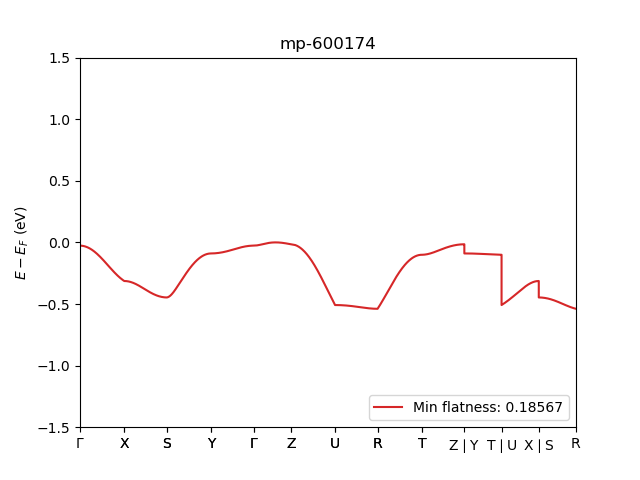 mp-600174
1.5
1.0
0.5
0.0
−0.5
−1.0
−1.5
E − E_F (eV)
Min flatness: 0.18567
Γ X S Y Γ Z U R T Z | Y T | U X | S R